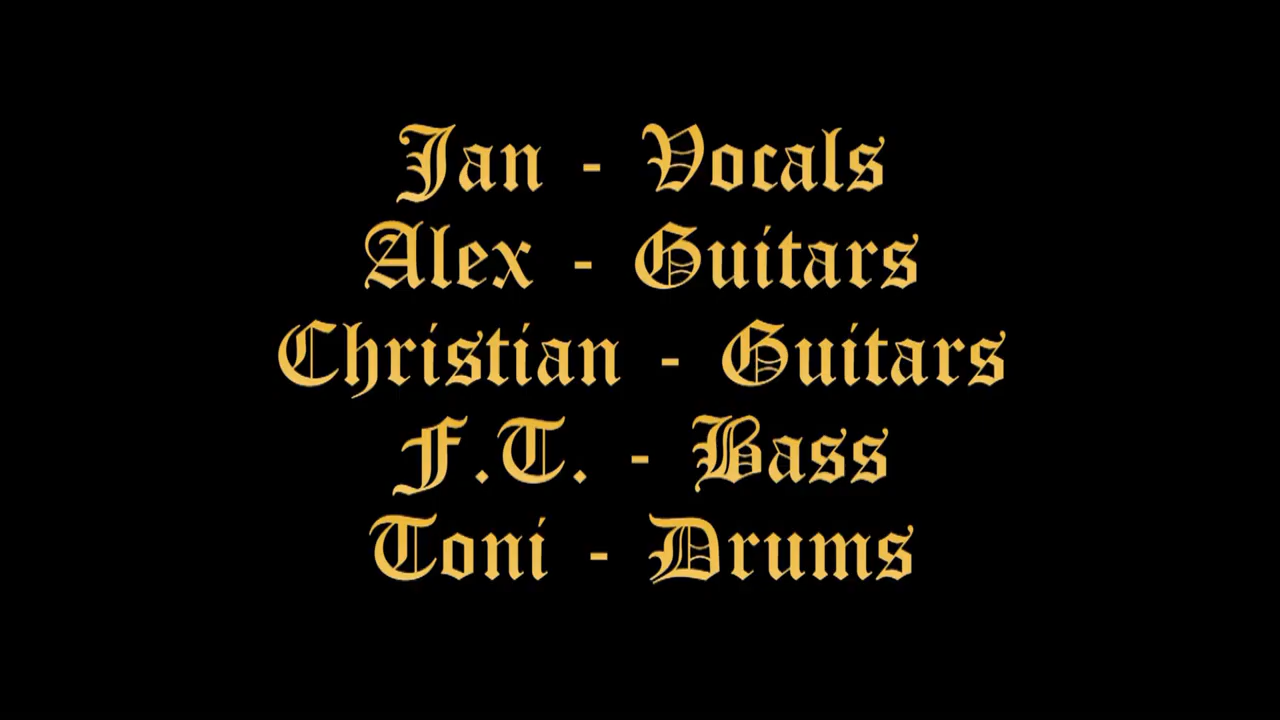 Jan - Vocals
Alex - Guitars
Christian - Guitars
F.T. - Bass
Toni - Drums